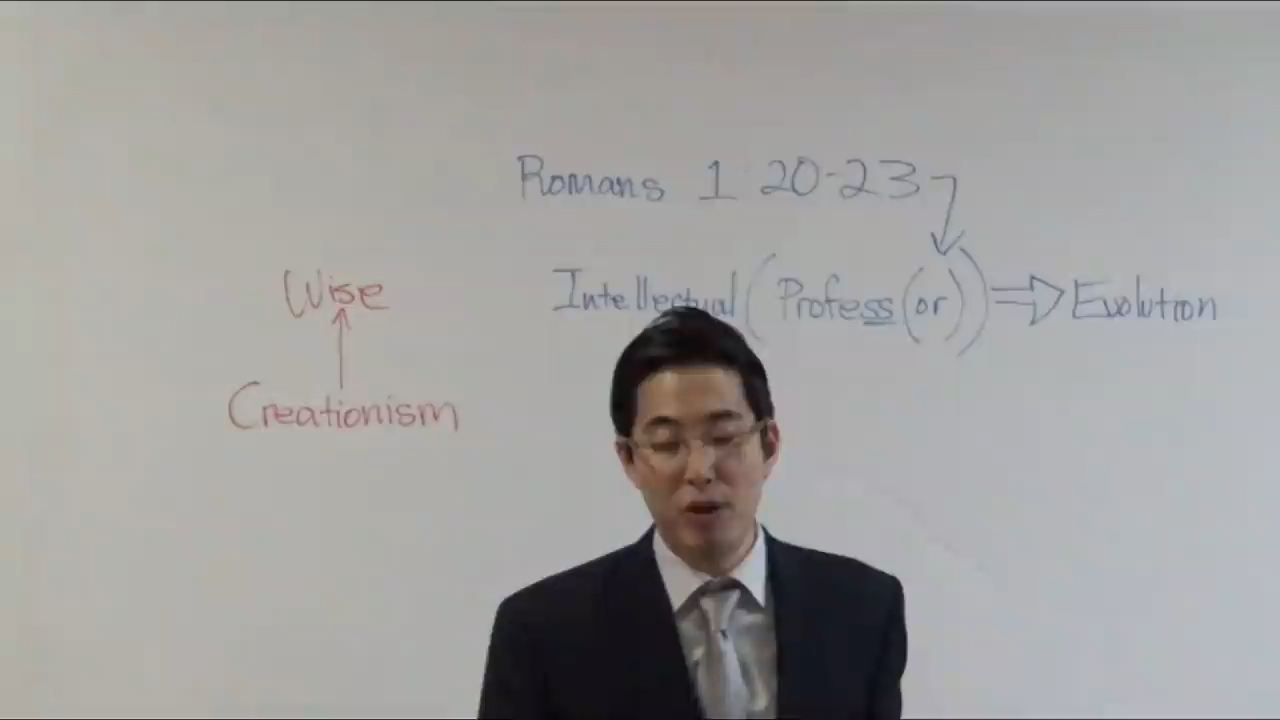 Romans 1:20-23
Wise
Intellectual (Profess(or)) ⇒ Evolution
Creationism